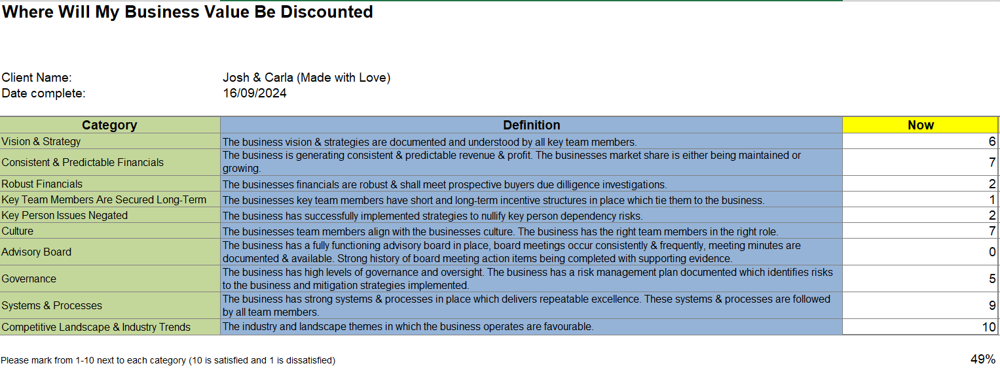 Where Will My Business Value Be Discounted
Client Name: Josh & Carla (Made with Love)
Date complete: 16/09/2024
Category Definition Now
Vision & Strategy The business vision & strategies are documented and understood by all key team members. 6
Consistent & Predictable Financials The business is generating consistent & predictable revenue & profit. The businesses market share is either being maintained or
growing. 7
Robust Financials The businesses financials are robust & shall meet prospective buyers due dilligence investigations. 2
Key Team Members Are Secured Long-Term The businesses key team members have short and long-term incentive structures in place which tie them to the business. 1
Key Person Issues Negated The business has successfully implemented strategies to nullify key person dependency risks. 2
Culture The businesses team members align with the businesses culture. The business has the right team members in the right role. 7
Advisory Board The business has a fully functioning advisory board in place, board meetings occur consistently & frequently, meeting minutes are
documented & available. Strong history of board meeting action items being completed with supporting evidence. 0
Governance The business has high levels of governance and oversight. The business has a risk management plan documented which identifies risks
to the business and mitigation strategies implemented. 5
Systems & Processes The business has strong systems & processes in place which delivers repeatable excellence. These systems & processes are followed
by all team members. 9
Competitive Landscape & Industry Trends The industry and landscape themes in which the business operates are favourable. 10
Please mark from 1-10 next to each category (10 is satisfied and 1 is dissatisfied) 49%